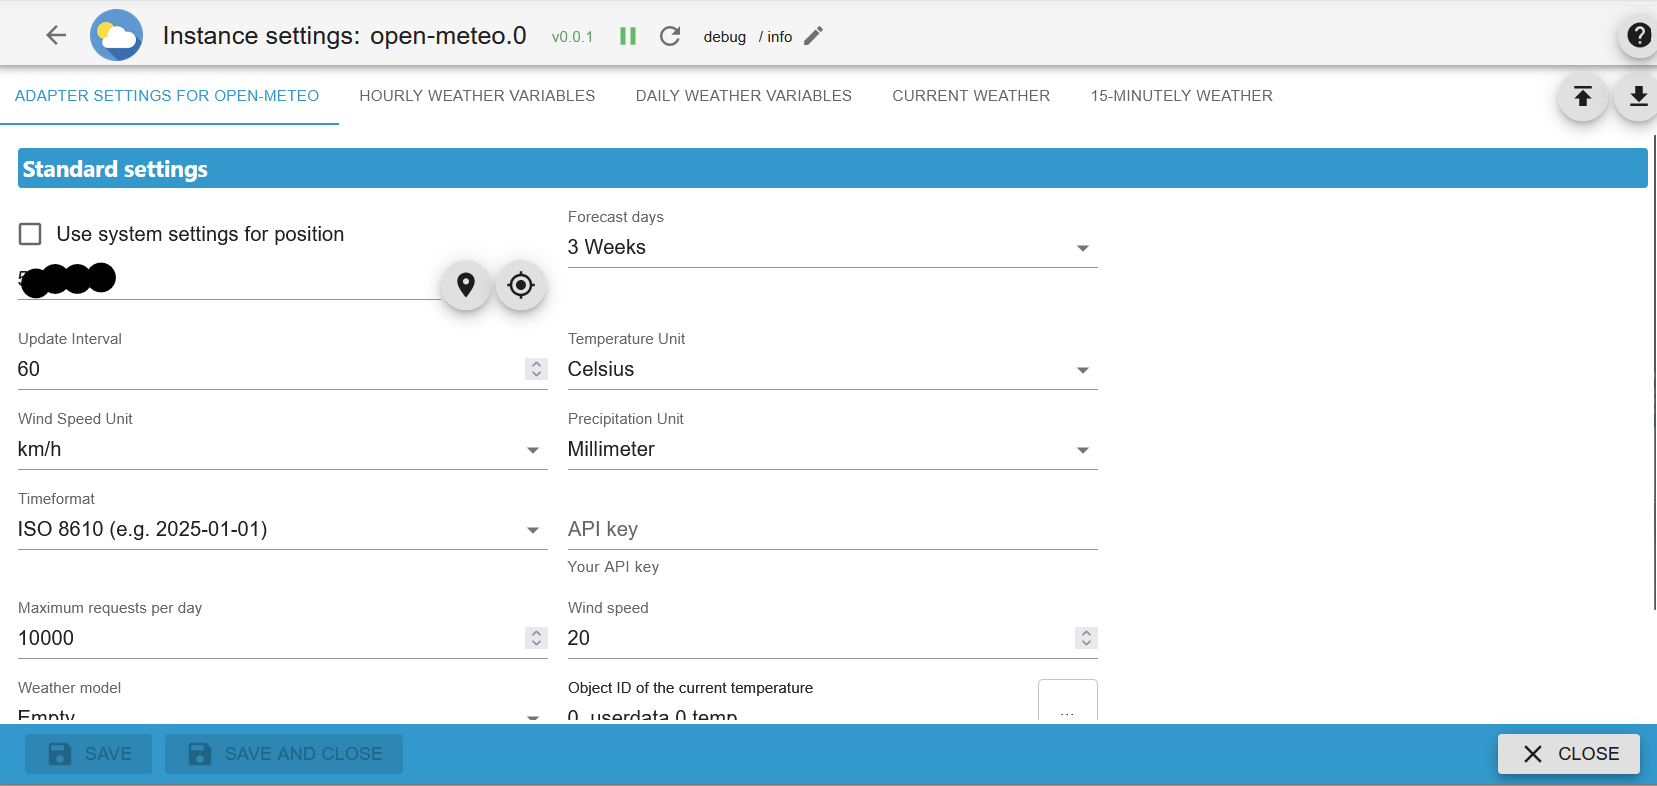 Instance settings: open-meteo.0 v0.0.1 debug / info
ADAPTER SETTINGS FOR OPEN-METEO HOURLY WEATHER VARIABLES DAILY WEATHER VARIABLES CURRENT WEATHER 15-MINUTELY WEATHER
Standard settings
Use system settings for position
Forecast days
3 Weeks
Update Interval
60
Temperature Unit
Celsius
Wind Speed Unit
km/h
Precipitation Unit
Millimeter
Timeformat
ISO 8610 (e.g. 2025-01-01)
API key
Your API key
Maximum requests per day
10000
Wind speed
20
Weather model
Empty
Object ID of the current temperature
0_userdata.0.temp
...
SAVE SAVE AND CLOSE CLOSE